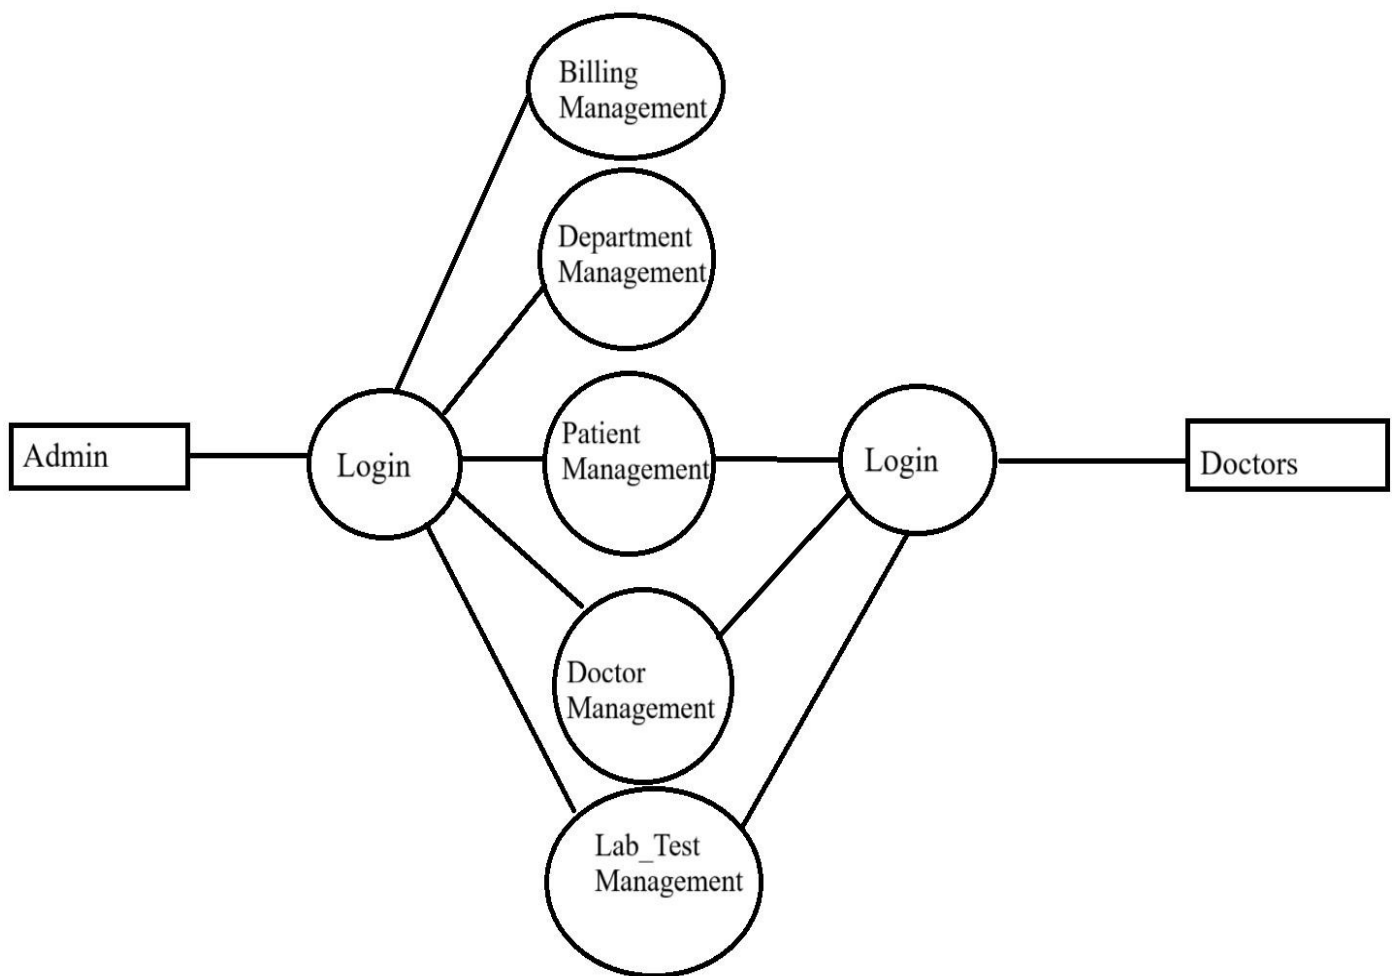 Billing
Management
Department
Management
Admin
Login
Patient
Management
Login
Doctors
Doctor
Management
Lab_Test
Management